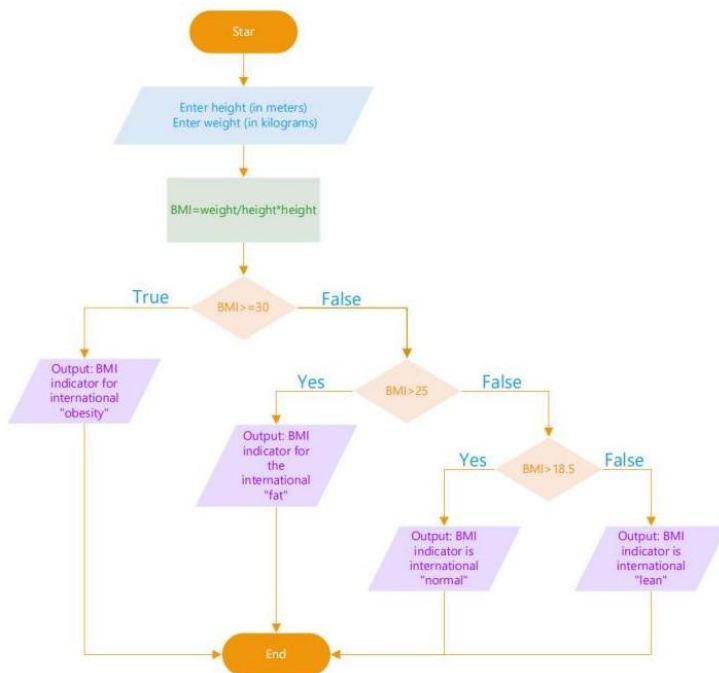 Star
Enter height (in meters)
Enter weight (in kilograms)
BMI=weight/height*height
True
BMI>=30
False
Output: BMI
indicator for
international
"obesity"
Yes
BMI>25
False
Output: BMI
indicator for
the
international
"fat"
Yes
BMI>18.5
False
Output: BMI
indicator is
international
"normal"
Output: BMI
indicator is
international
"lean"
End